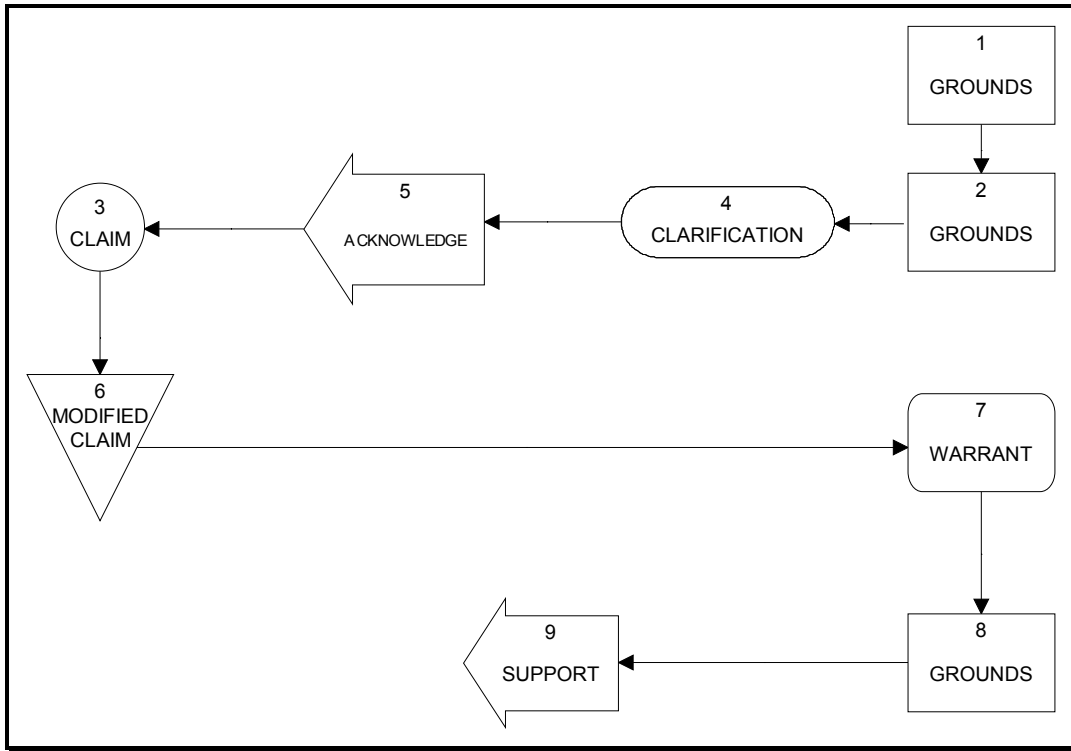 1
GROUNDS
2
GROUNDS
3
CLAIM
4
CLARIFICATION
5
ACKNOWLEDGE
6
MODIFIED
CLAIM
7
WARRANT
8
GROUNDS
9
SUPPORT